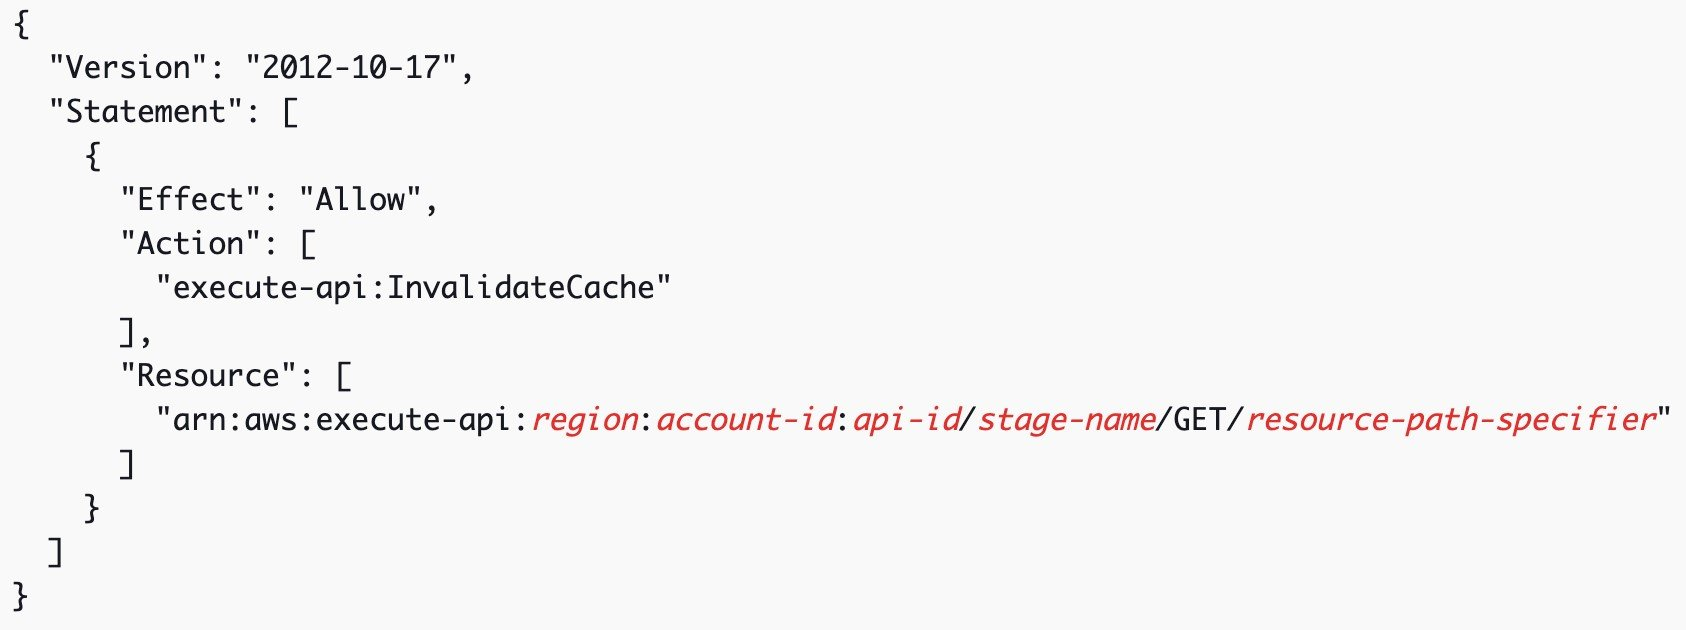 {
  "Version": "2012-10-17",
  "Statement": [
    {
      "Effect": "Allow",
      "Action": [
        "execute-api:InvalidateCache"
      ],
      "Resource": [
        "arn:aws:execute-api:region:account-id:api-id/stage-name/GET/resource-path-specifier"
      ]
    }
  ]
}